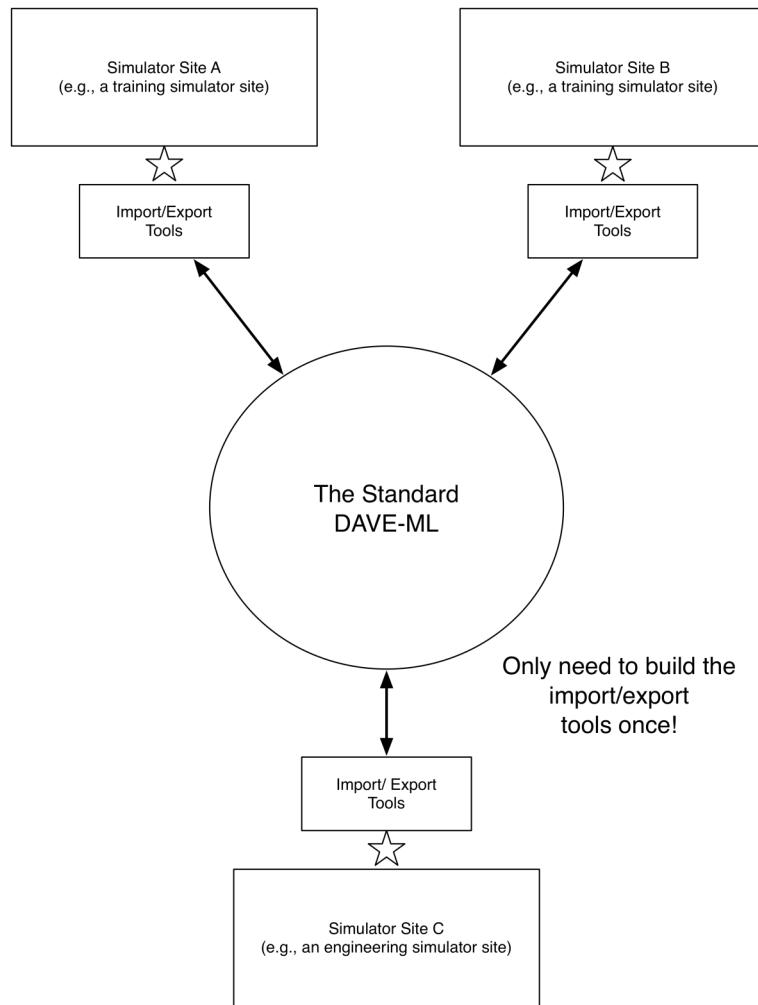 Simulator Site A
(e.g., a training simulator site)
Simulator Site B
(e.g., a training simulator site)
Import/Export
Tools
Import/Export
Tools
The Standard
DAVE-ML
Only need to build the
import/export
tools once!
Import/ Export
Tools
Simulator Site C
(e.g., an engineering simulator site)